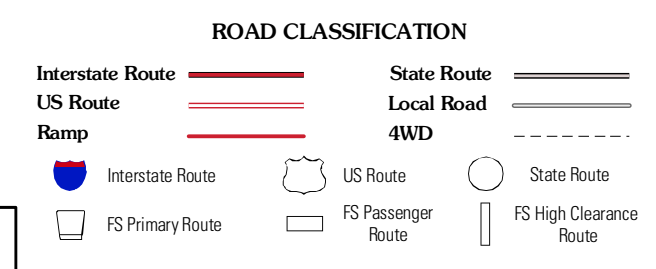 ROAD CLASSIFICATION
Interstate Route
State Route
US Route
Local Road
Ramp
4WD
Interstate Route
US Route
State Route
FS Primary Route
FS Passenger
Route
FS High Clearance
Route